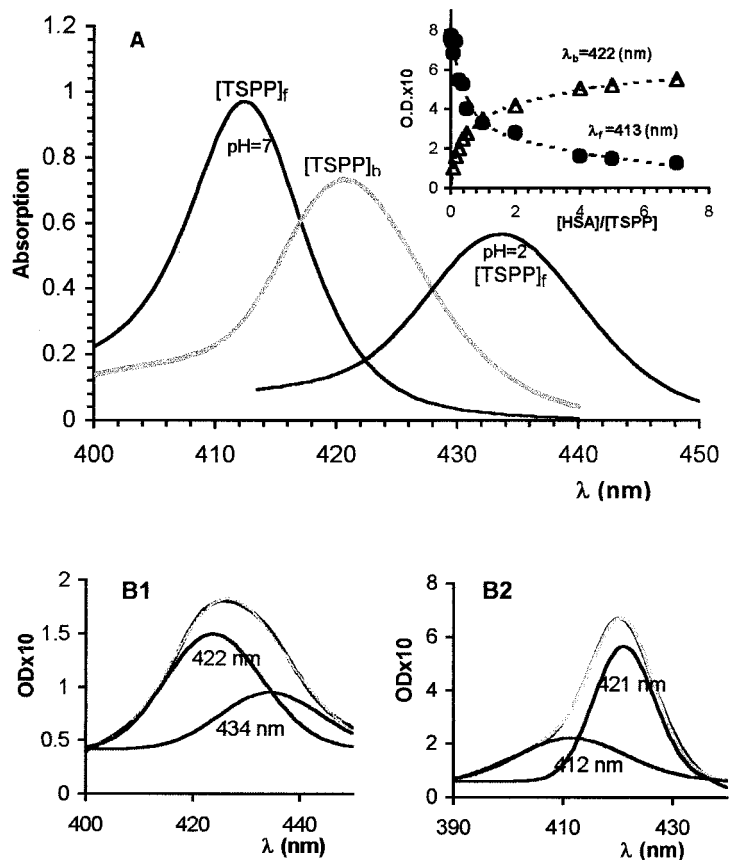 A
1.2
1
0.8
0.6
0.4
0.2
0
Absorption
400
410
420
430
440
450
λ (nm)
[TSPP]f
pH=7
[TSPP]b
pH=2
[TSPP]f
8
6
4
2
0
O.D.x10
λb=422 (nm)
λf=413 (nm)
0
2
4
6
8
[HSA]/[TSPP]
B1
2
1.5
1
0.5
0
ODx10
422 nm
434 nm
400
420
440
λ (nm)
B2
8
6
4
2
0
ODx10
421 nm
412 nm
390
410
430
λ (nm)